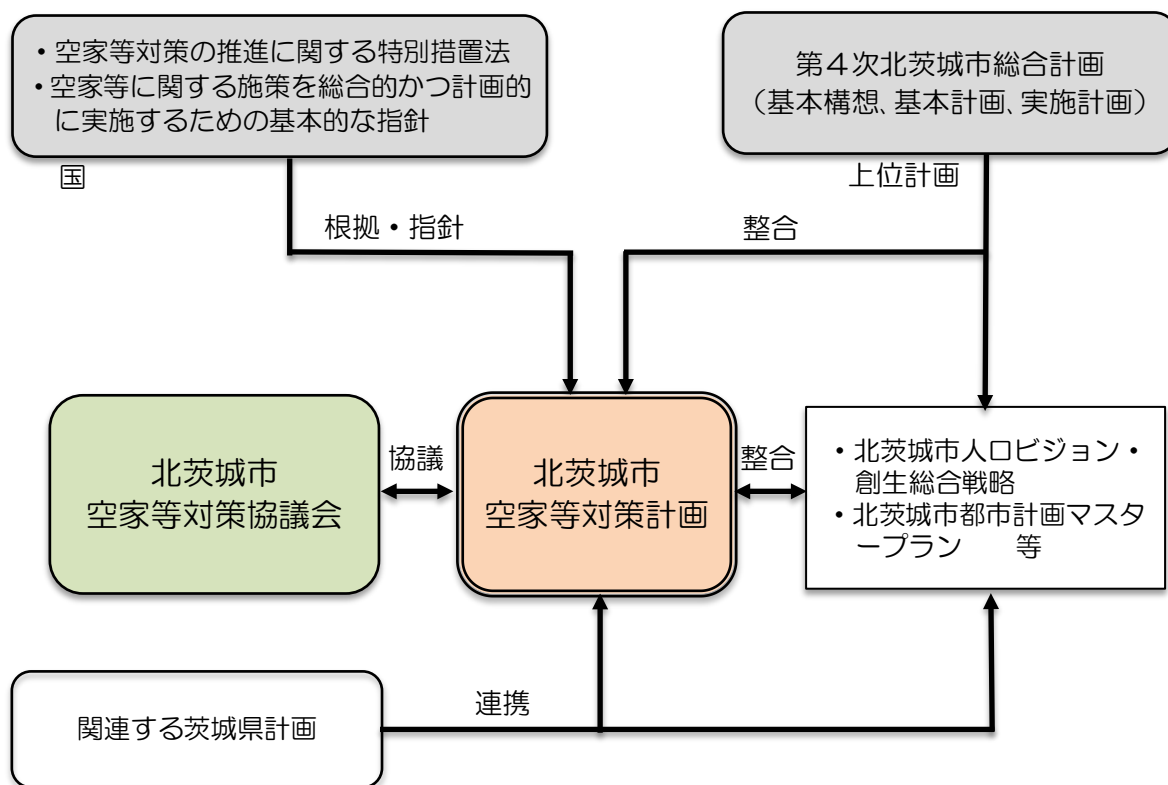 ・空家等対策の推進に関する特別措置法
・空家等に関する施策を総合的かつ計画的
に実施するための基本的な指針
国
第４次北茨城市総合計画
（基本構想、基本計画、実施計画）
上位計画
根拠・指針
整合
北茨城市
空家等対策協議会
協議
北茨城市
空家等対策計画
整合
・北茨城市人口ビジョン・
創生総合戦略
・北茨城市都市計画マスタ
ープラン　　等
関連する茨城県計画
連携